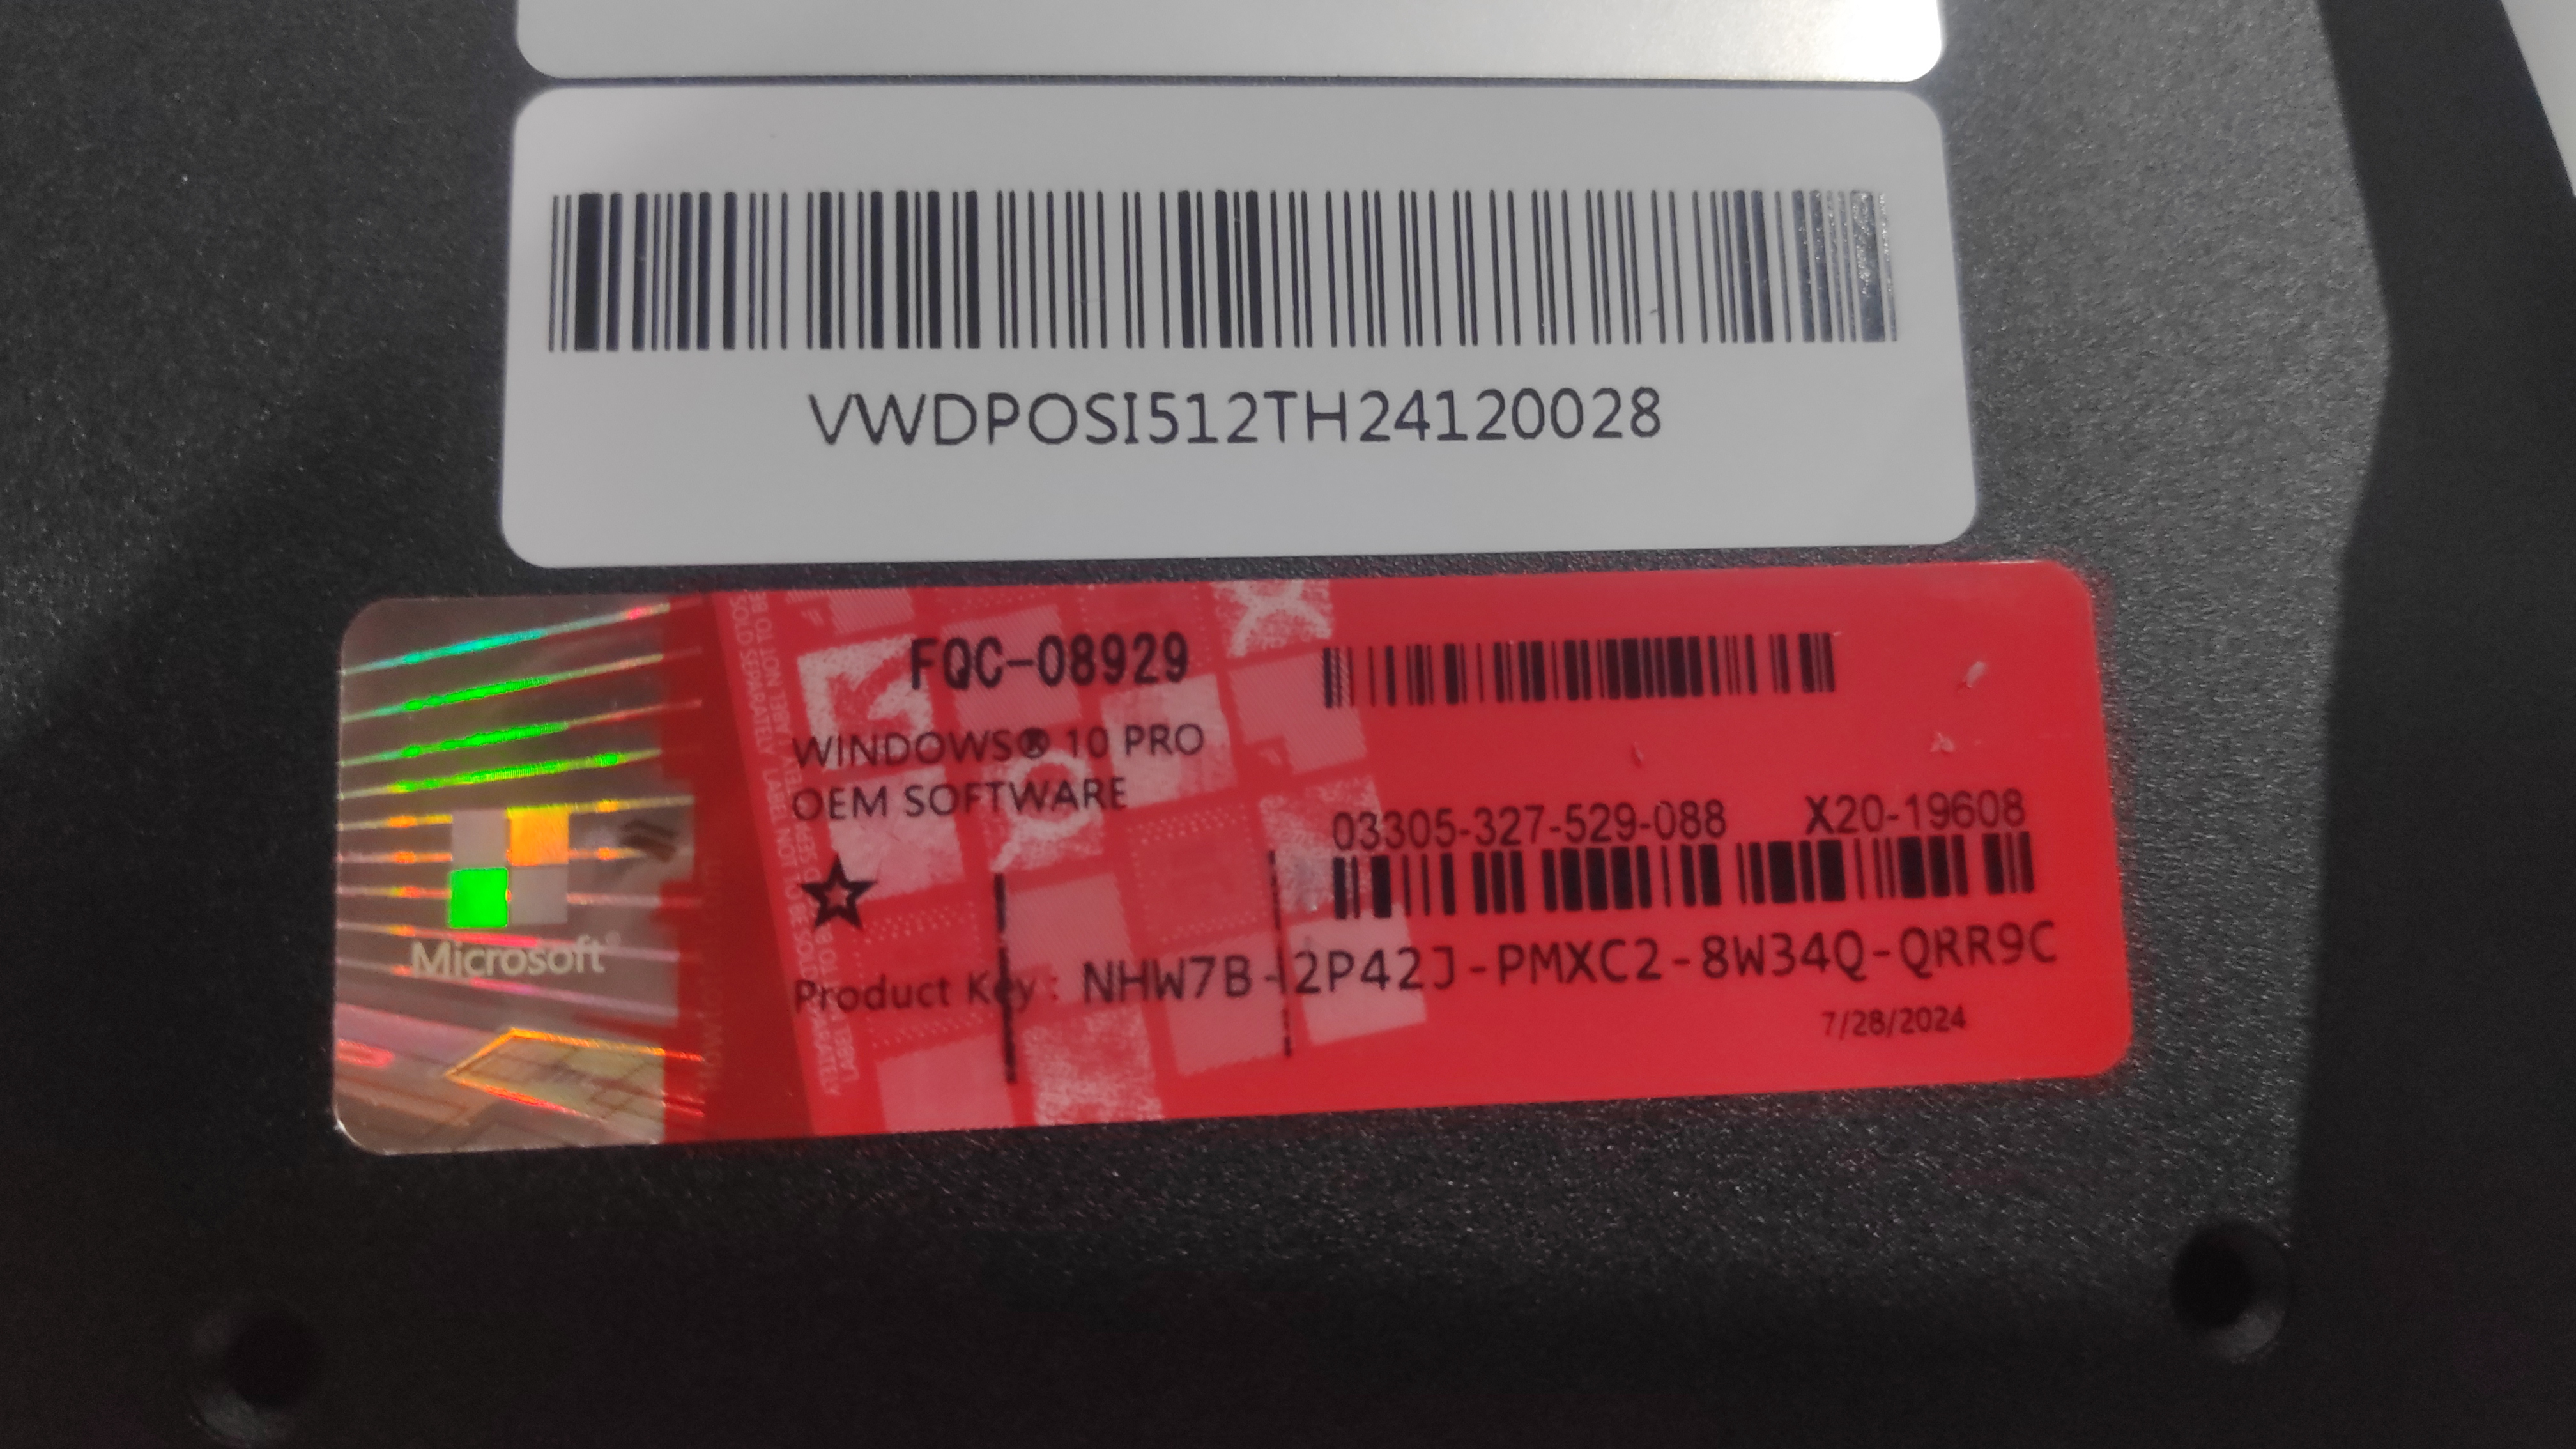 VWDPOSI512TH24120028
FQC-08929
WINDOWS® 10 PRO
OEM SOFTWARE
03305-327-529-088 X20-19608
Product Key: NHW7B-2P42J-PMXC2-8W34Q-QRR9C
7/28/2024
Microsoft®